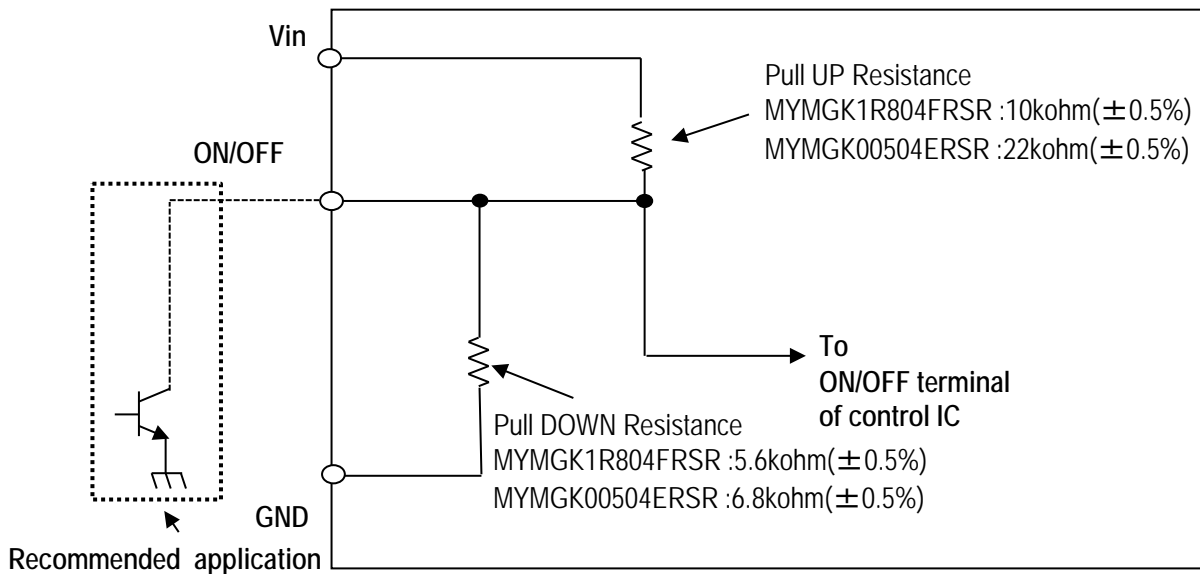 Vin
Pull UP Resistance
MYMGK1R804FRSR :10kohm(±0.5%)
MYMGK00504ERSR :22kohm(±0.5%)
ON/OFF
To
ON/OFF terminal
of control IC
Pull DOWN Resistance
MYMGK1R804FRSR :5.6kohm(±0.5%)
MYMGK00504ERSR :6.8kohm(±0.5%)
GND
Recommended application